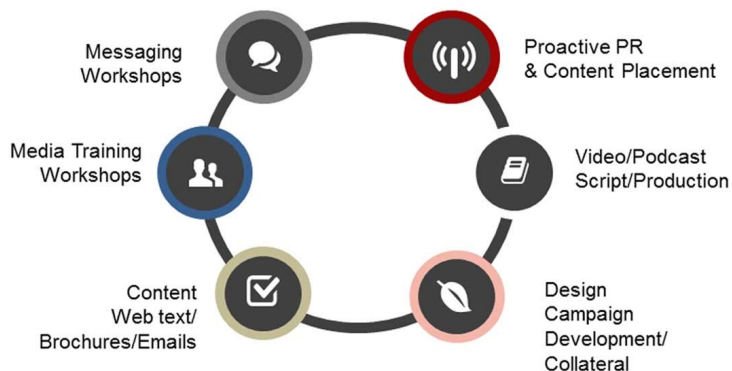 Messaging
Workshops
Proactive PR
& Content Placement
Media Training
Workshops
Video/Podcast
Script/Production
Content
Web text/
Brochures/Emails
Design
Campaign
Development/
Collateral